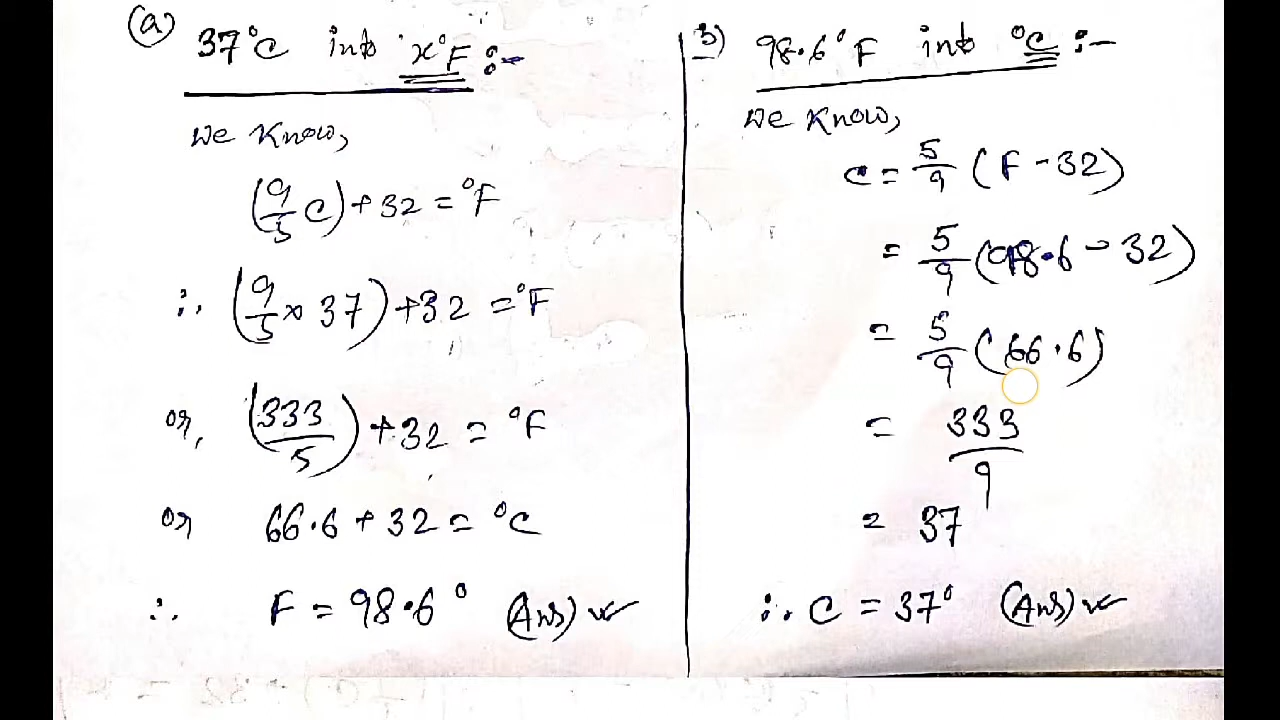 (a) 37°C into x°F :-
We know,
(9/5 C) + 32 = °F
∴ (9/5 × 37) + 32 = °F
or, (333/5) + 32 = °F
or 66.6 + 32 = °C
∴ F = 98.6° (Ans)
3) 98.6°F into °C :-
We know,
C = 5/9 (F - 32)
= 5/9 (98.6 - 32)
= 5/9 (66.6)
= 333/9
= 37
∴ C = 37° (Ans)